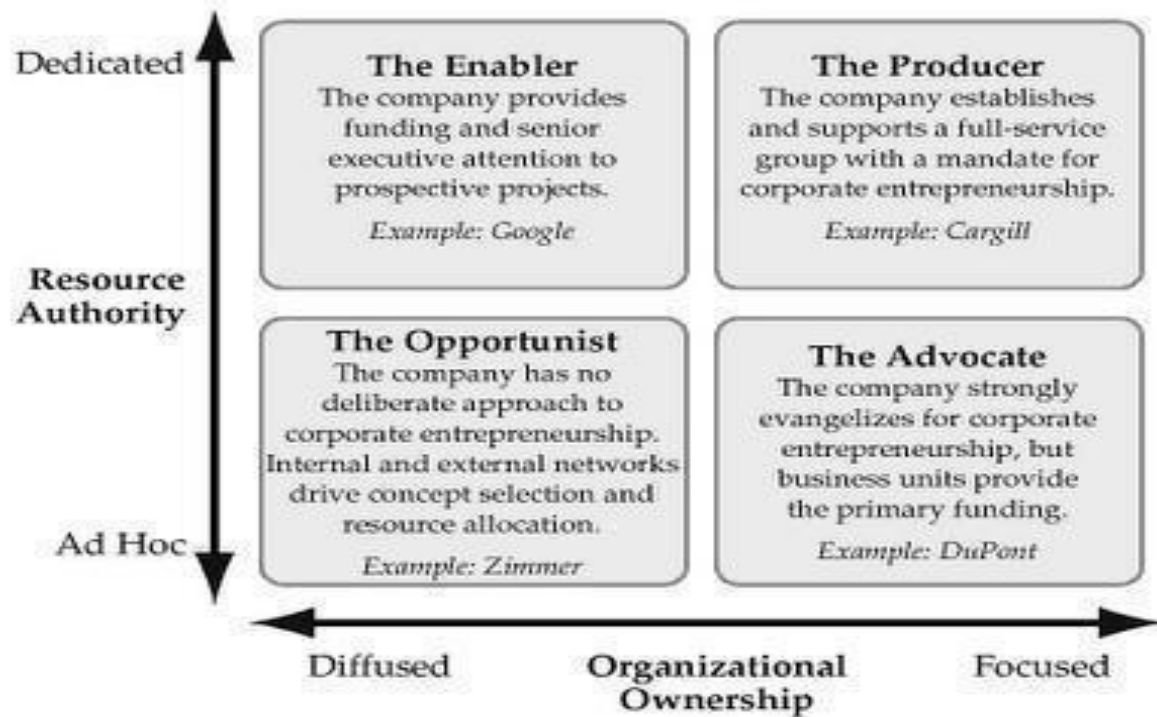 Dedicated
The Enabler
The company provides
funding and senior
executive attention to
prospective projects.
Example: Google
The Producer
The company establishes
and supports a full-service
group with a mandate for
corporate entrepreneurship.
Example: Cargill
Resource
Authority
The Opportunist
The company has no
deliberate approach to
corporate entrepreneurship.
Internal and external networks
drive concept selection and
resource allocation.
Example: Zimmer
The Advocate
The company strongly
evangelizes for corporate
entrepreneurship, but
business units provide
the primary funding.
Example: DuPont
Ad Hoc
Diffused
Organizational
Ownership
Focused